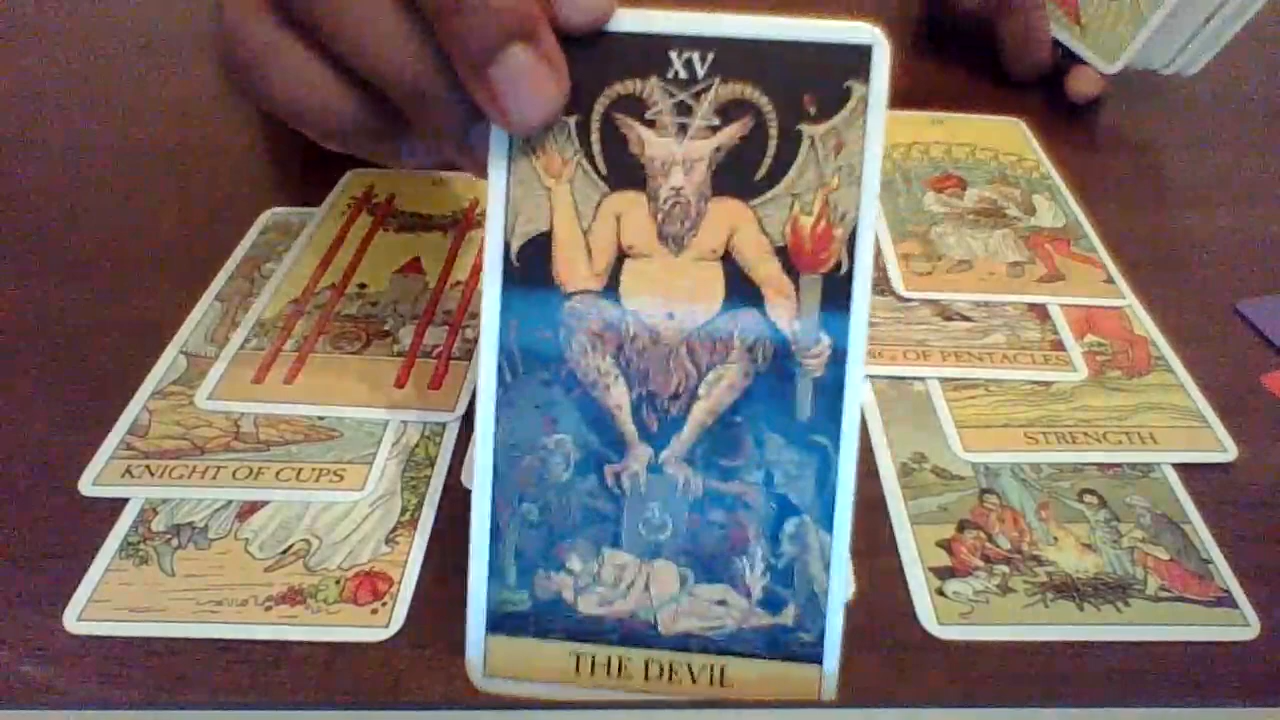 XV
OF PENTACLES
STRENGTH
KNIGHT OF CUPS
THE DEVIL